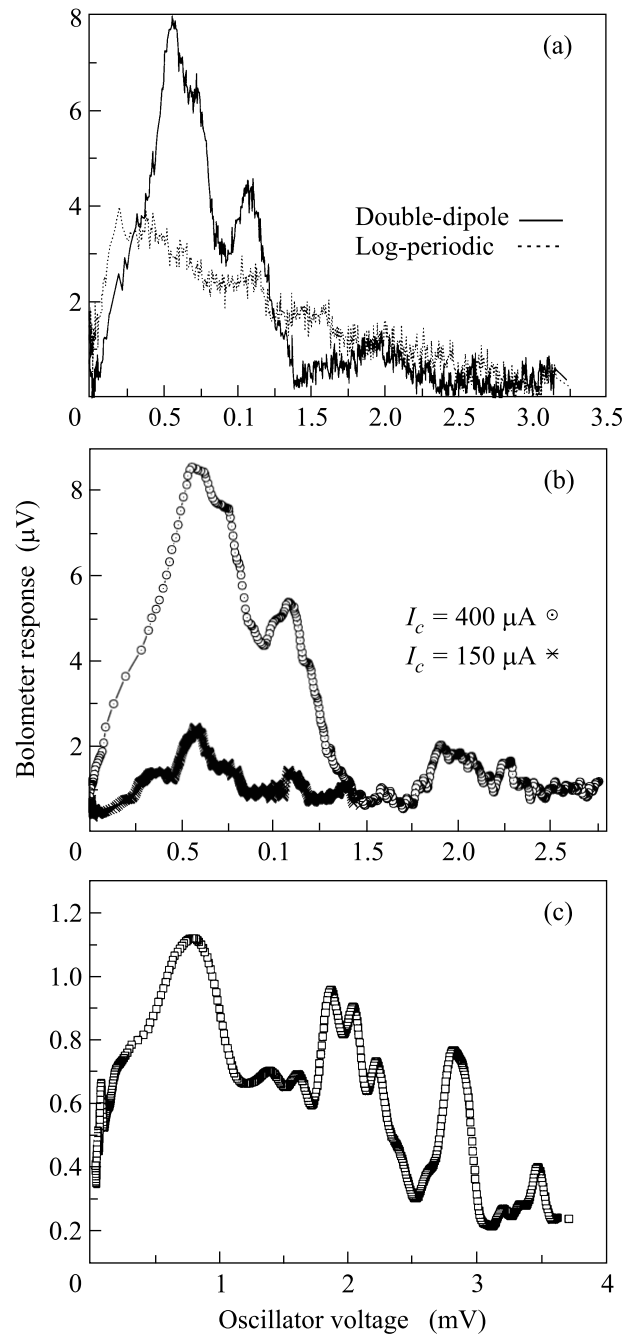 8
(a)
6
Double-dipole
4
Log-periodic
2
0 0.5 0.1 1.5 2.0 2.5 3.0 3.5
8
(b)
6
Bolometer response (μV)
I_c = 400 μA
I_c = 150 μA
4
2
0 0.5 0.1 1.5 2.0 2.5
1.2
(c)
1.0
0.8
0.6
0.4
0.2
0 1 2 3 4
Oscillator voltage (mV)